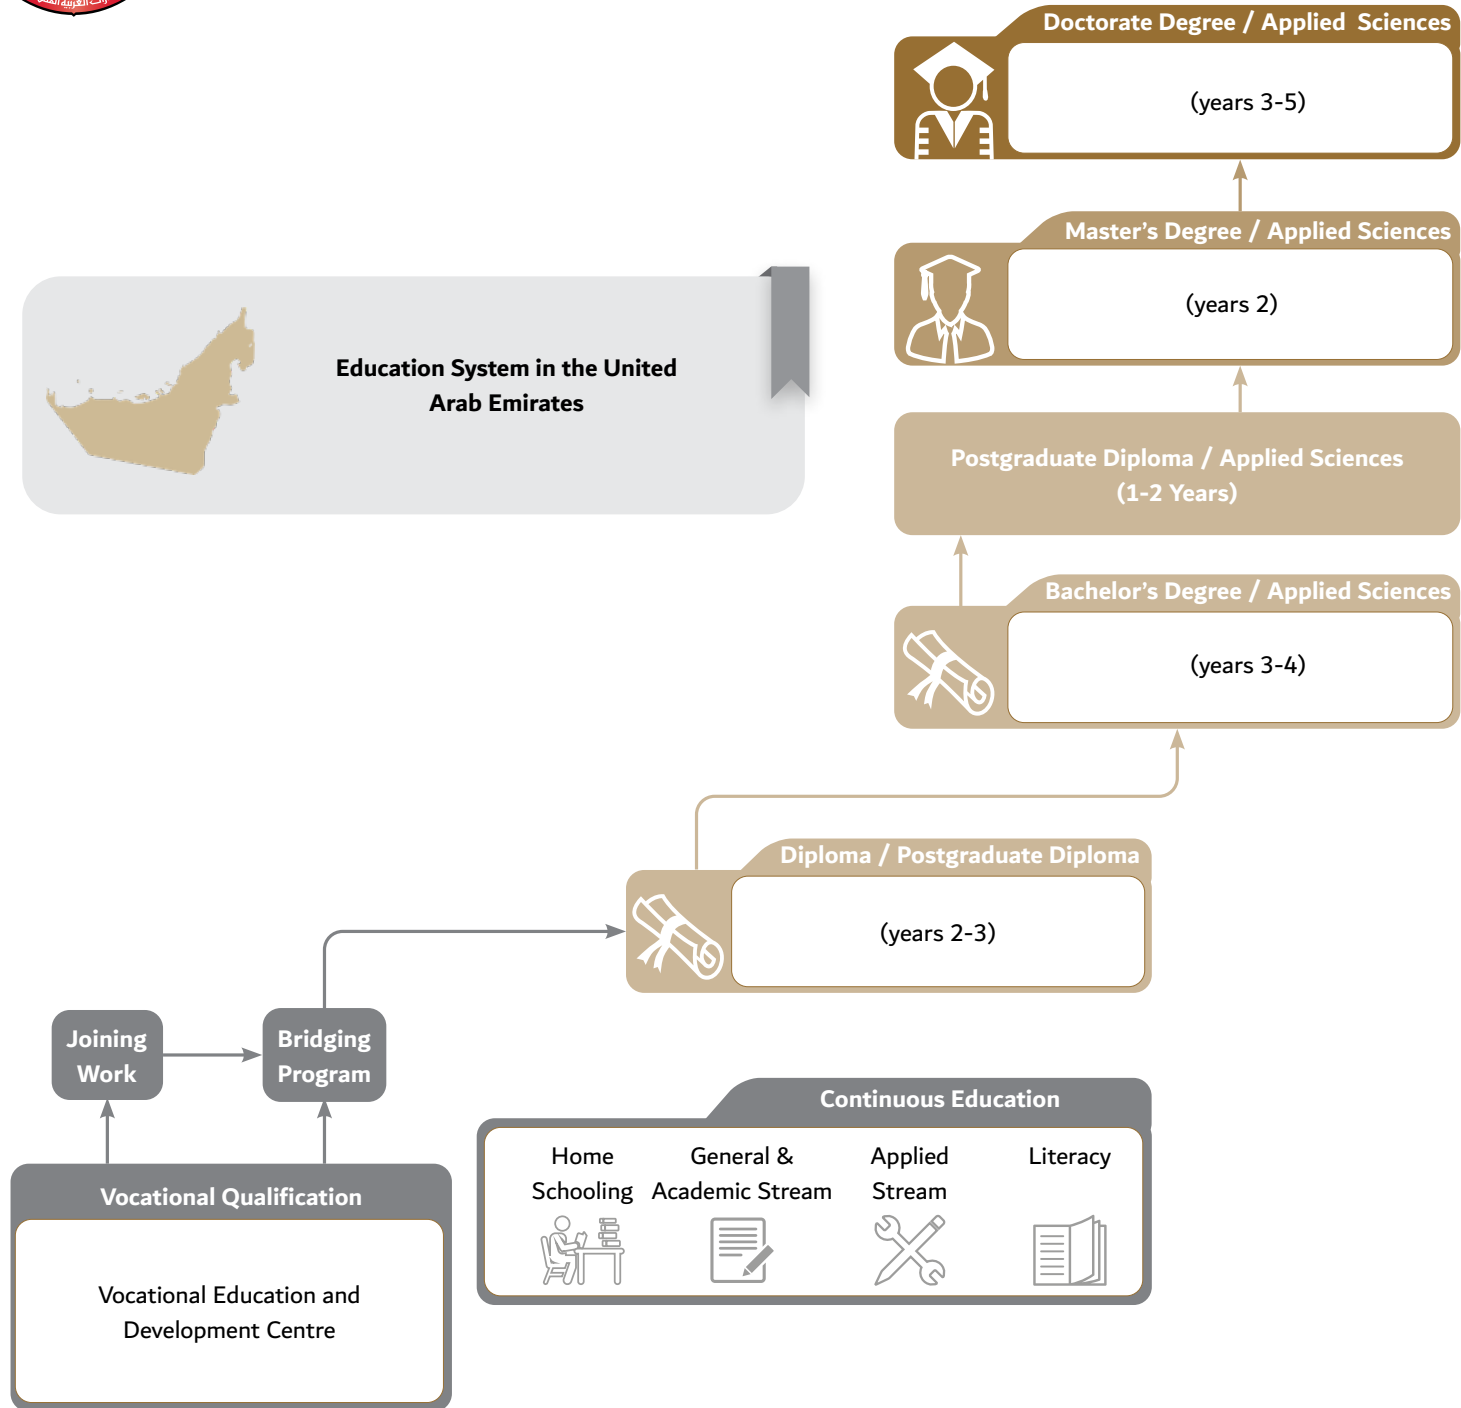 Doctorate Degree / Applied Sciences
(years 3-5)
Master's Degree / Applied Sciences
(years 2)
Education System in the United
Arab Emirates
Postgraduate Diploma / Applied Sciences
(1-2 Years)
Bachelor's Degree / Applied Sciences
(years 3-4)
Diploma / Postgraduate Diploma
(years 2-3)
Joining
Work
Bridging
Program
Continuous Education
Home
Schooling
General &
Academic Stream
Applied
Stream
Literacy
Vocational Qualification
Vocational Education and
Development Centre